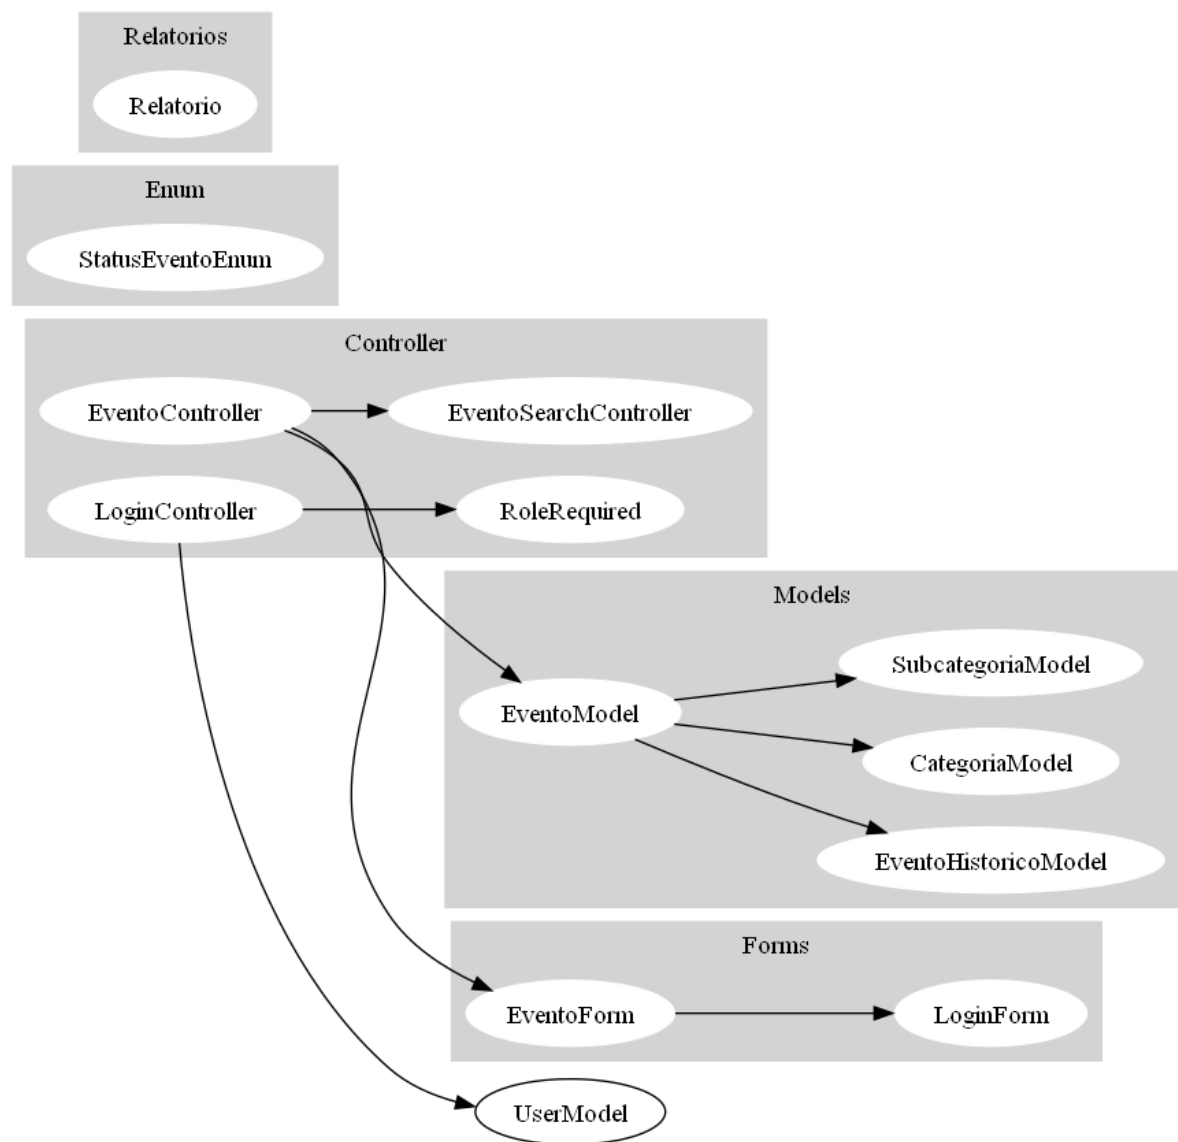 Relatorios
Relatorio
Enum
StatusEventoEnum
Controller
EventoController
EventoSearchController
LoginController
RoleRequired
Models
SubcategoriaModel
EventoModel
CategoriaModel
EventoHistoricoModel
Forms
EventoForm
LoginForm
UserModel